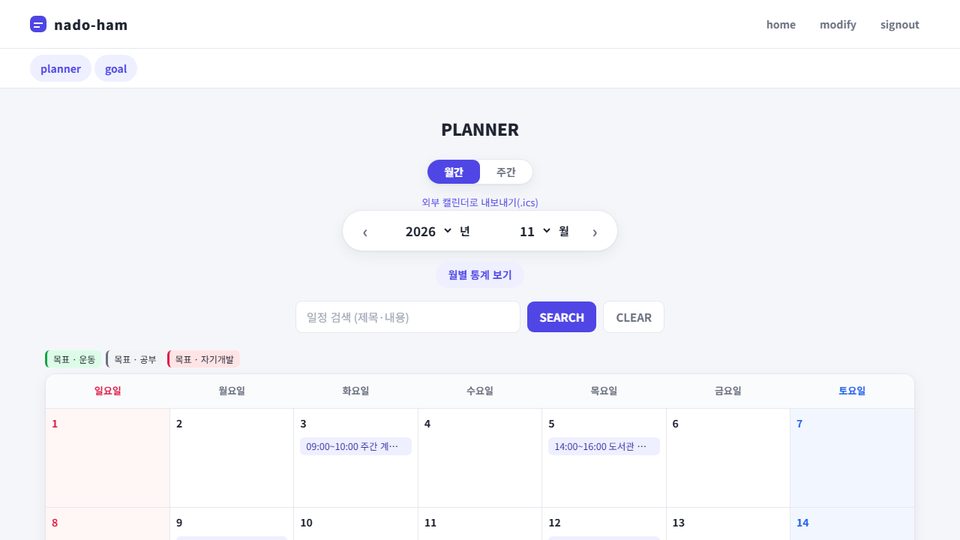 nado-ham
home modify signout
planner goal
PLANNER
월간 주간
외부 캘린더로 내보내기(.ics)
‹ 2026 년 11 월 ›
월별 통계 보기
일정 검색 (제목·내용) SEARCH CLEAR
목표 · 운동 목표 · 공부 목표 · 자기개발
일요일 월요일 화요일 수요일 목요일 금요일 토요일
1 2 3 4 5 6 7
09:00~10:00 주간 계… 14:00~16:00 도서관 …
8 9 10 11 12 13 14